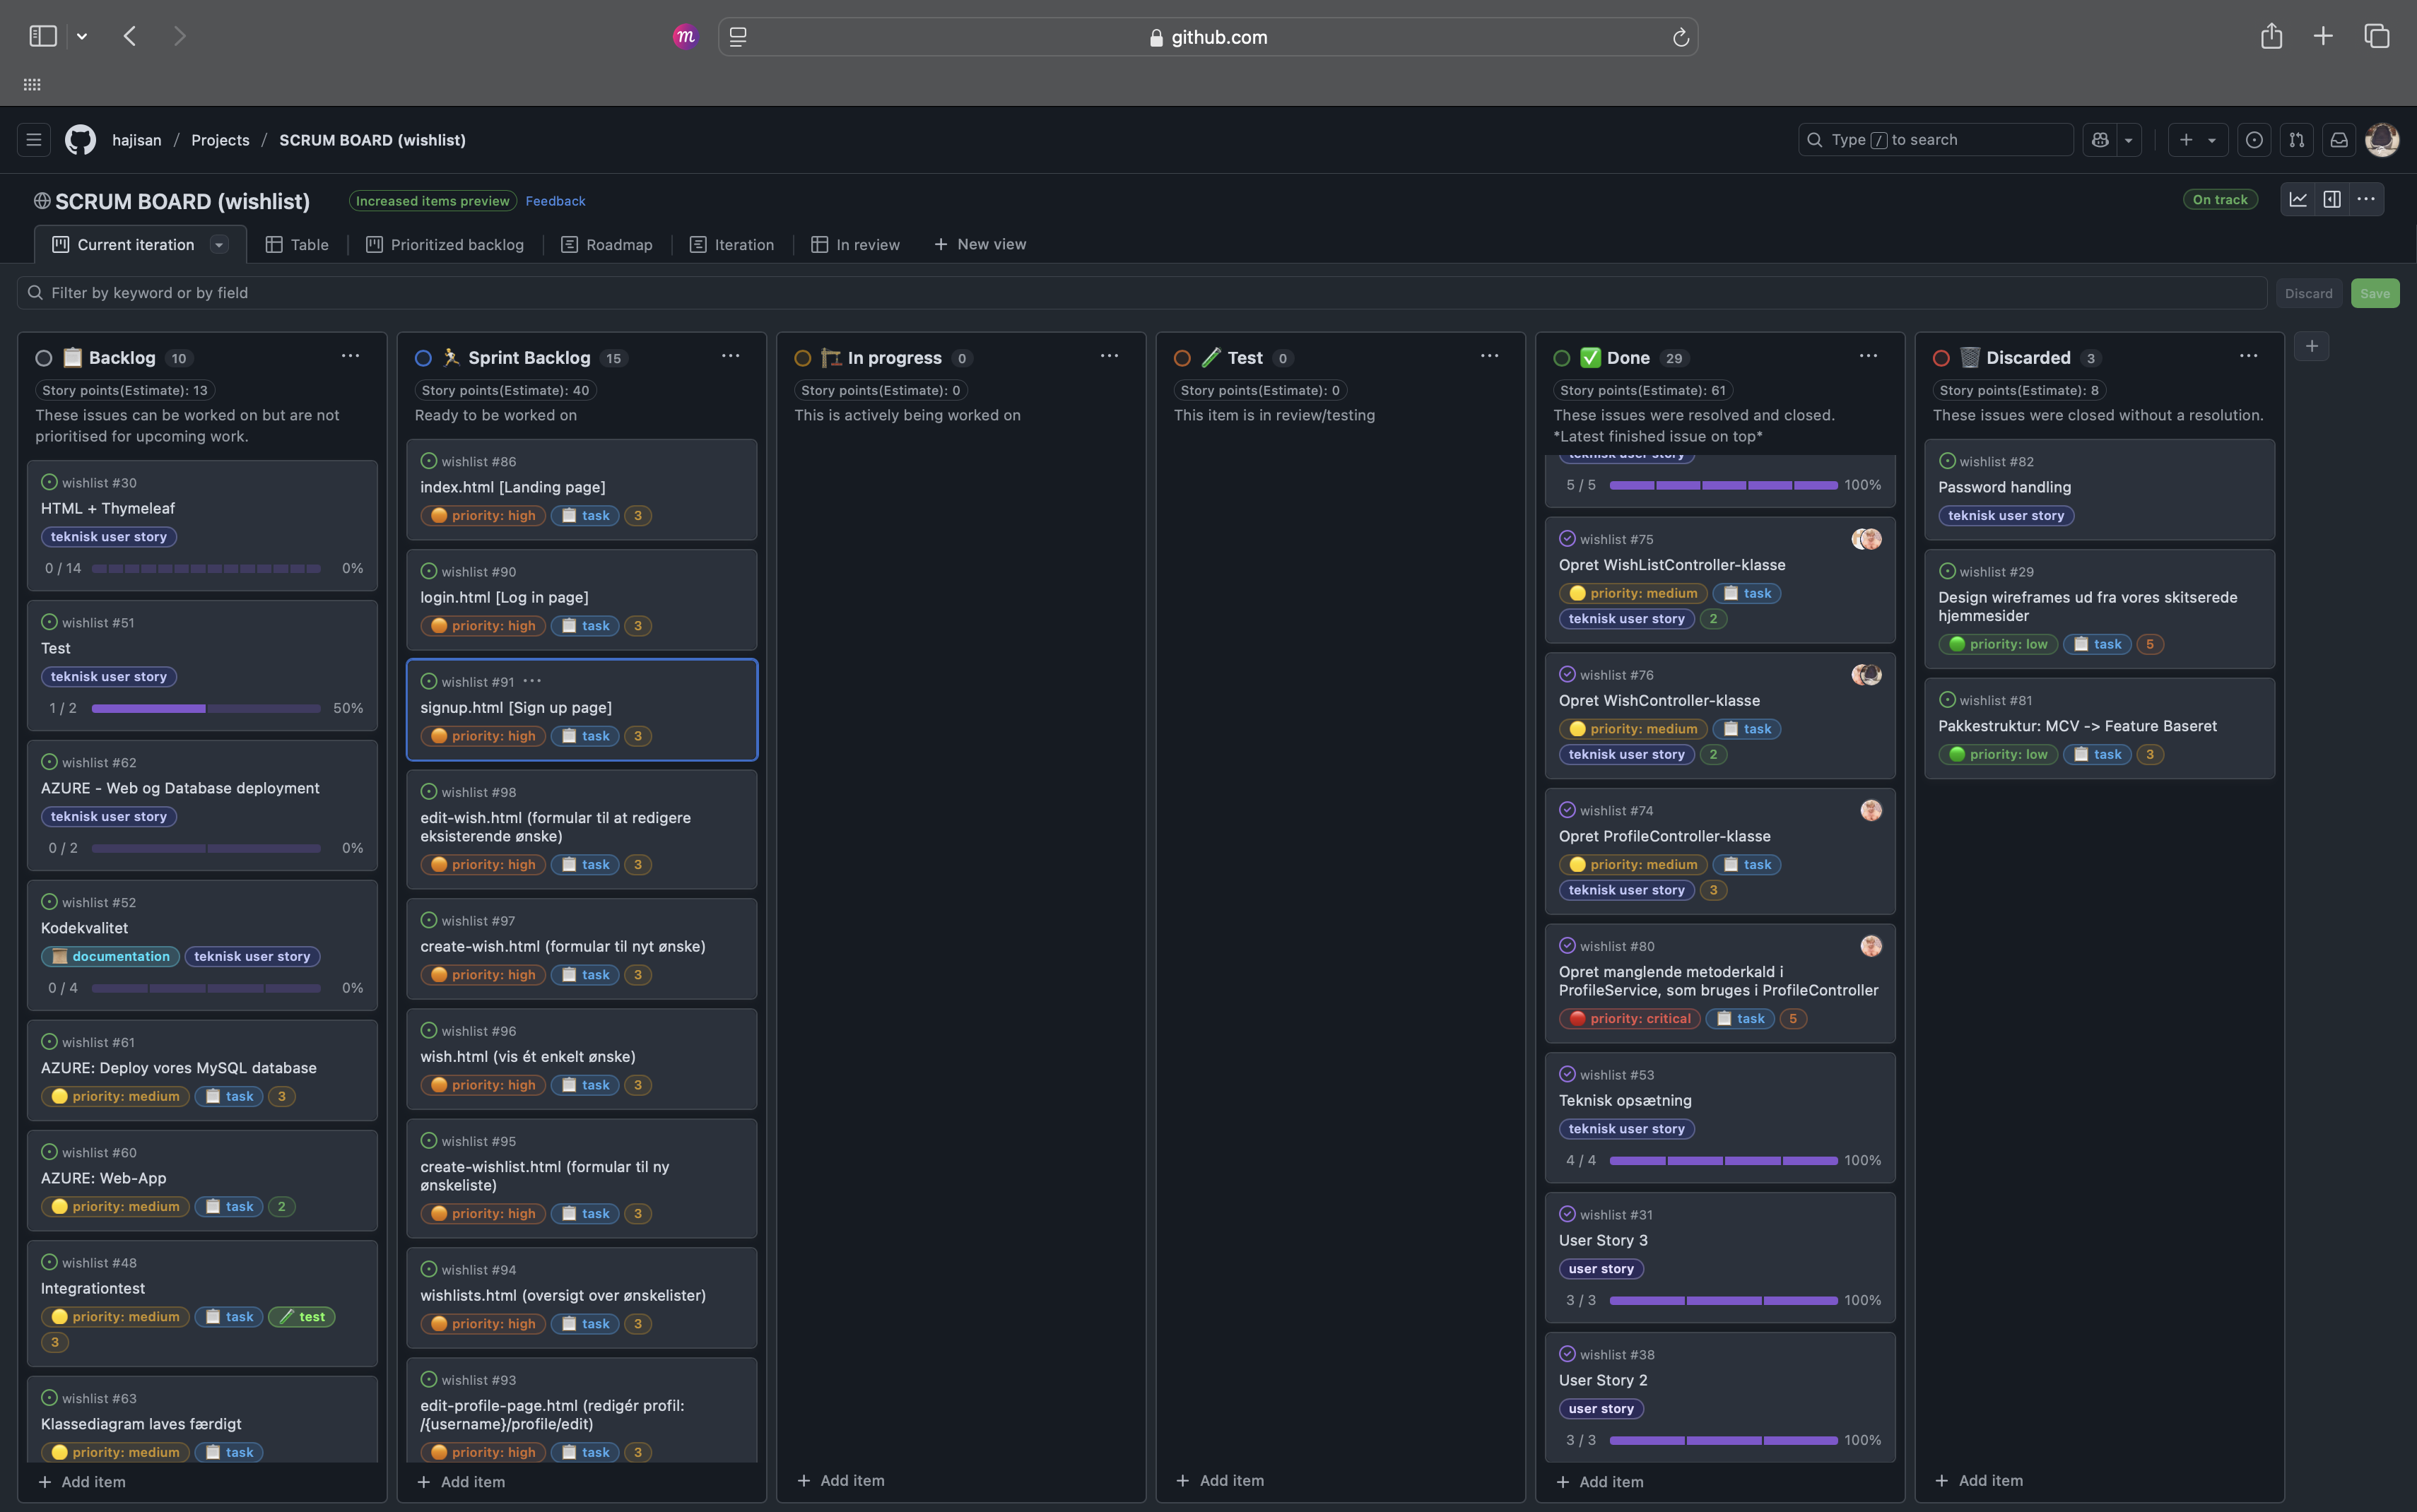 github.com
hajisan / Projects / SCRUM BOARD (wishlist)
Type / to search
SCRUM BOARD (wishlist)
Increased items preview
Feedback
On track
Current iteration
Table
Prioritized backlog
Roadmap
Iteration
In review
New view
Filter by keyword or by field
Discard
Save
Backlog 10
Story points(Estimate): 13
These issues can be worked on but are not
prioritised for upcoming work.
wishlist #30
HTML + Thymeleaf
teknisk user story
0 / 14 0%
wishlist #51
Test
teknisk user story
1 / 2 50%
wishlist #62
AZURE - Web og Database deployment
teknisk user story
0 / 2 0%
wishlist #52
Kodekvalitet
documentation teknisk user story
0 / 4 0%
wishlist #61
AZURE: Deploy vores MySQL database
priority: medium task 3
wishlist #60
AZURE: Web-App
priority: medium task 2
wishlist #48
Integrationtest
priority: medium task test
3
wishlist #63
Klassediagram laves færdigt
priority: medium task
Add item
Sprint Backlog 15
Story points(Estimate): 40
Ready to be worked on
wishlist #86
index.html [Landing page]
priority: high task 3
wishlist #90
login.html [Log in page]
priority: high task 3
wishlist #91
signup.html [Sign up page]
priority: high task 3
wishlist #98
edit-wish.html (formular til at redigere
eksisterende ønske)
priority: high task 3
wishlist #97
create-wish.html (formular til nyt ønske)
priority: high task 3
wishlist #96
wish.html (vis ét enkelt ønske)
priority: high task 3
wishlist #95
create-wishlist.html (formular til ny
ønskeliste)
priority: high task 3
wishlist #94
wishlists.html (oversigt over ønskelister)
priority: high task 3
wishlist #93
edit-profile-page.html (redigér profil:
/{username}/profile/edit)
priority: high task 3
Add item
In progress 0
Story points(Estimate): 0
This is actively being worked on
Add item
Test 0
Story points(Estimate): 0
This item is in review/testing
Add item
Done 29
Story points(Estimate): 61
These issues were resolved and closed.
*Latest finished issue on top*
teknisk user story
5 / 5 100%
wishlist #75
Opret WishListController-klasse
priority: medium task
teknisk user story 2
wishlist #76
Opret WishController-klasse
priority: medium task
teknisk user story 2
wishlist #74
Opret ProfileController-klasse
priority: medium task
teknisk user story 3
wishlist #80
Opret manglende metoderkald i
ProfileService, som bruges i ProfileController
priority: critical task 5
wishlist #53
Teknisk opsætning
teknisk user story
4 / 4 100%
wishlist #31
User Story 3
user story
3 / 3 100%
wishlist #38
User Story 2
user story
3 / 3 100%
Add item
Discarded 3
Story points(Estimate): 8
These issues were closed without a resolution.
wishlist #82
Password handling
teknisk user story
wishlist #29
Design wireframes ud fra vores skitserede
hjemmesider
priority: low task 5
wishlist #81
Pakkestruktur: MCV -> Feature Baseret
priority: low task 3
Add item